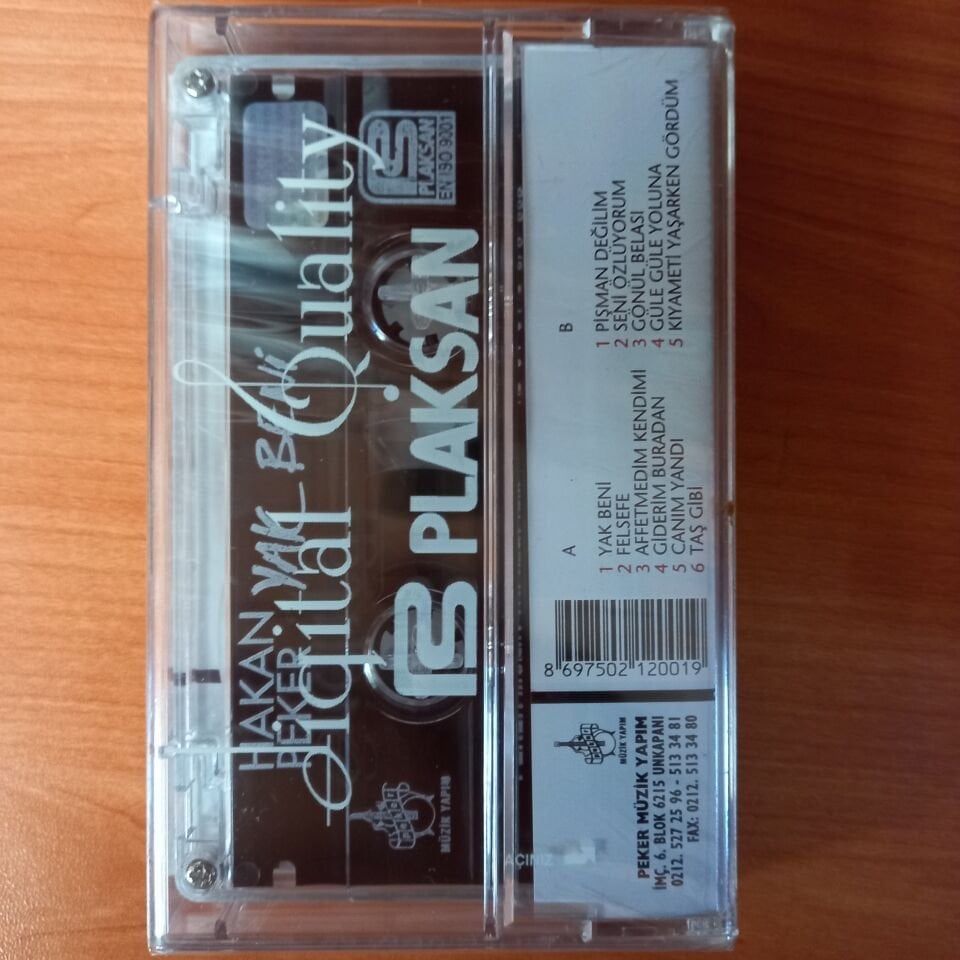 HAKAN
PEKER
YAK BENİ
Digital Quality
PLAKSAN
PLAKSAN
EN ISO 9001
MÜZİK YAPIM
AÇINIZ
A
1 YAK BENİ
2 FELSEFE
3 AFFETMEDİM KENDİMİ
4 GİDERİM BURADAN
5 CANIM YANDI
6 TAŞ GİBİ
B
1 PİŞMAN DEĞİLİM
2 SENİ ÖZLÜYORUM
3 GÖNÜL BELASI
4 GÜLE GÜLE YOLUNA
5 KIYAMETİ YAŞARKEN GÖRDÜM
8 697502 120019
MÜZİK YAPIM
PEKER MÜZİK YAPIM
İMÇ. 6. BLOK 6215 UNKAPANI
0212. 527 25 96 - 513 34 81
FAX: 0212. 513 34 80